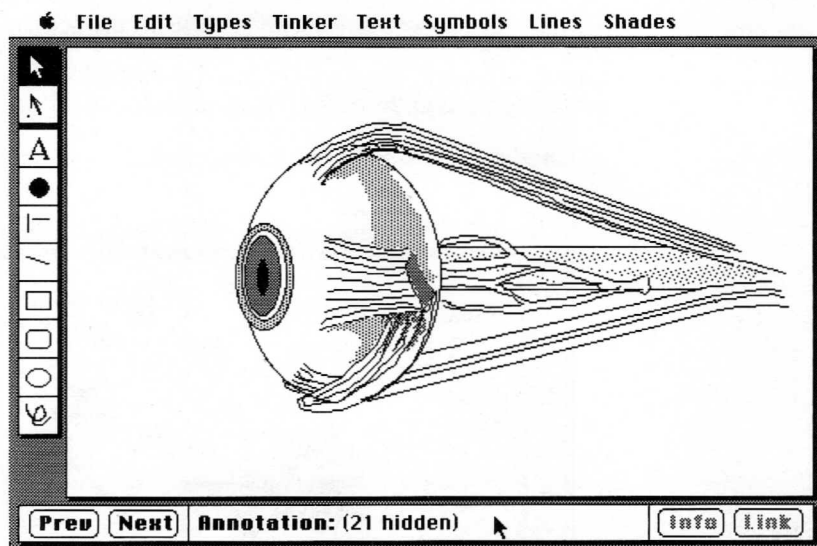 File Edit Types Tinker Text Symbols Lines Shades
A
Prev Next Annotation: (21 hidden) Info Link